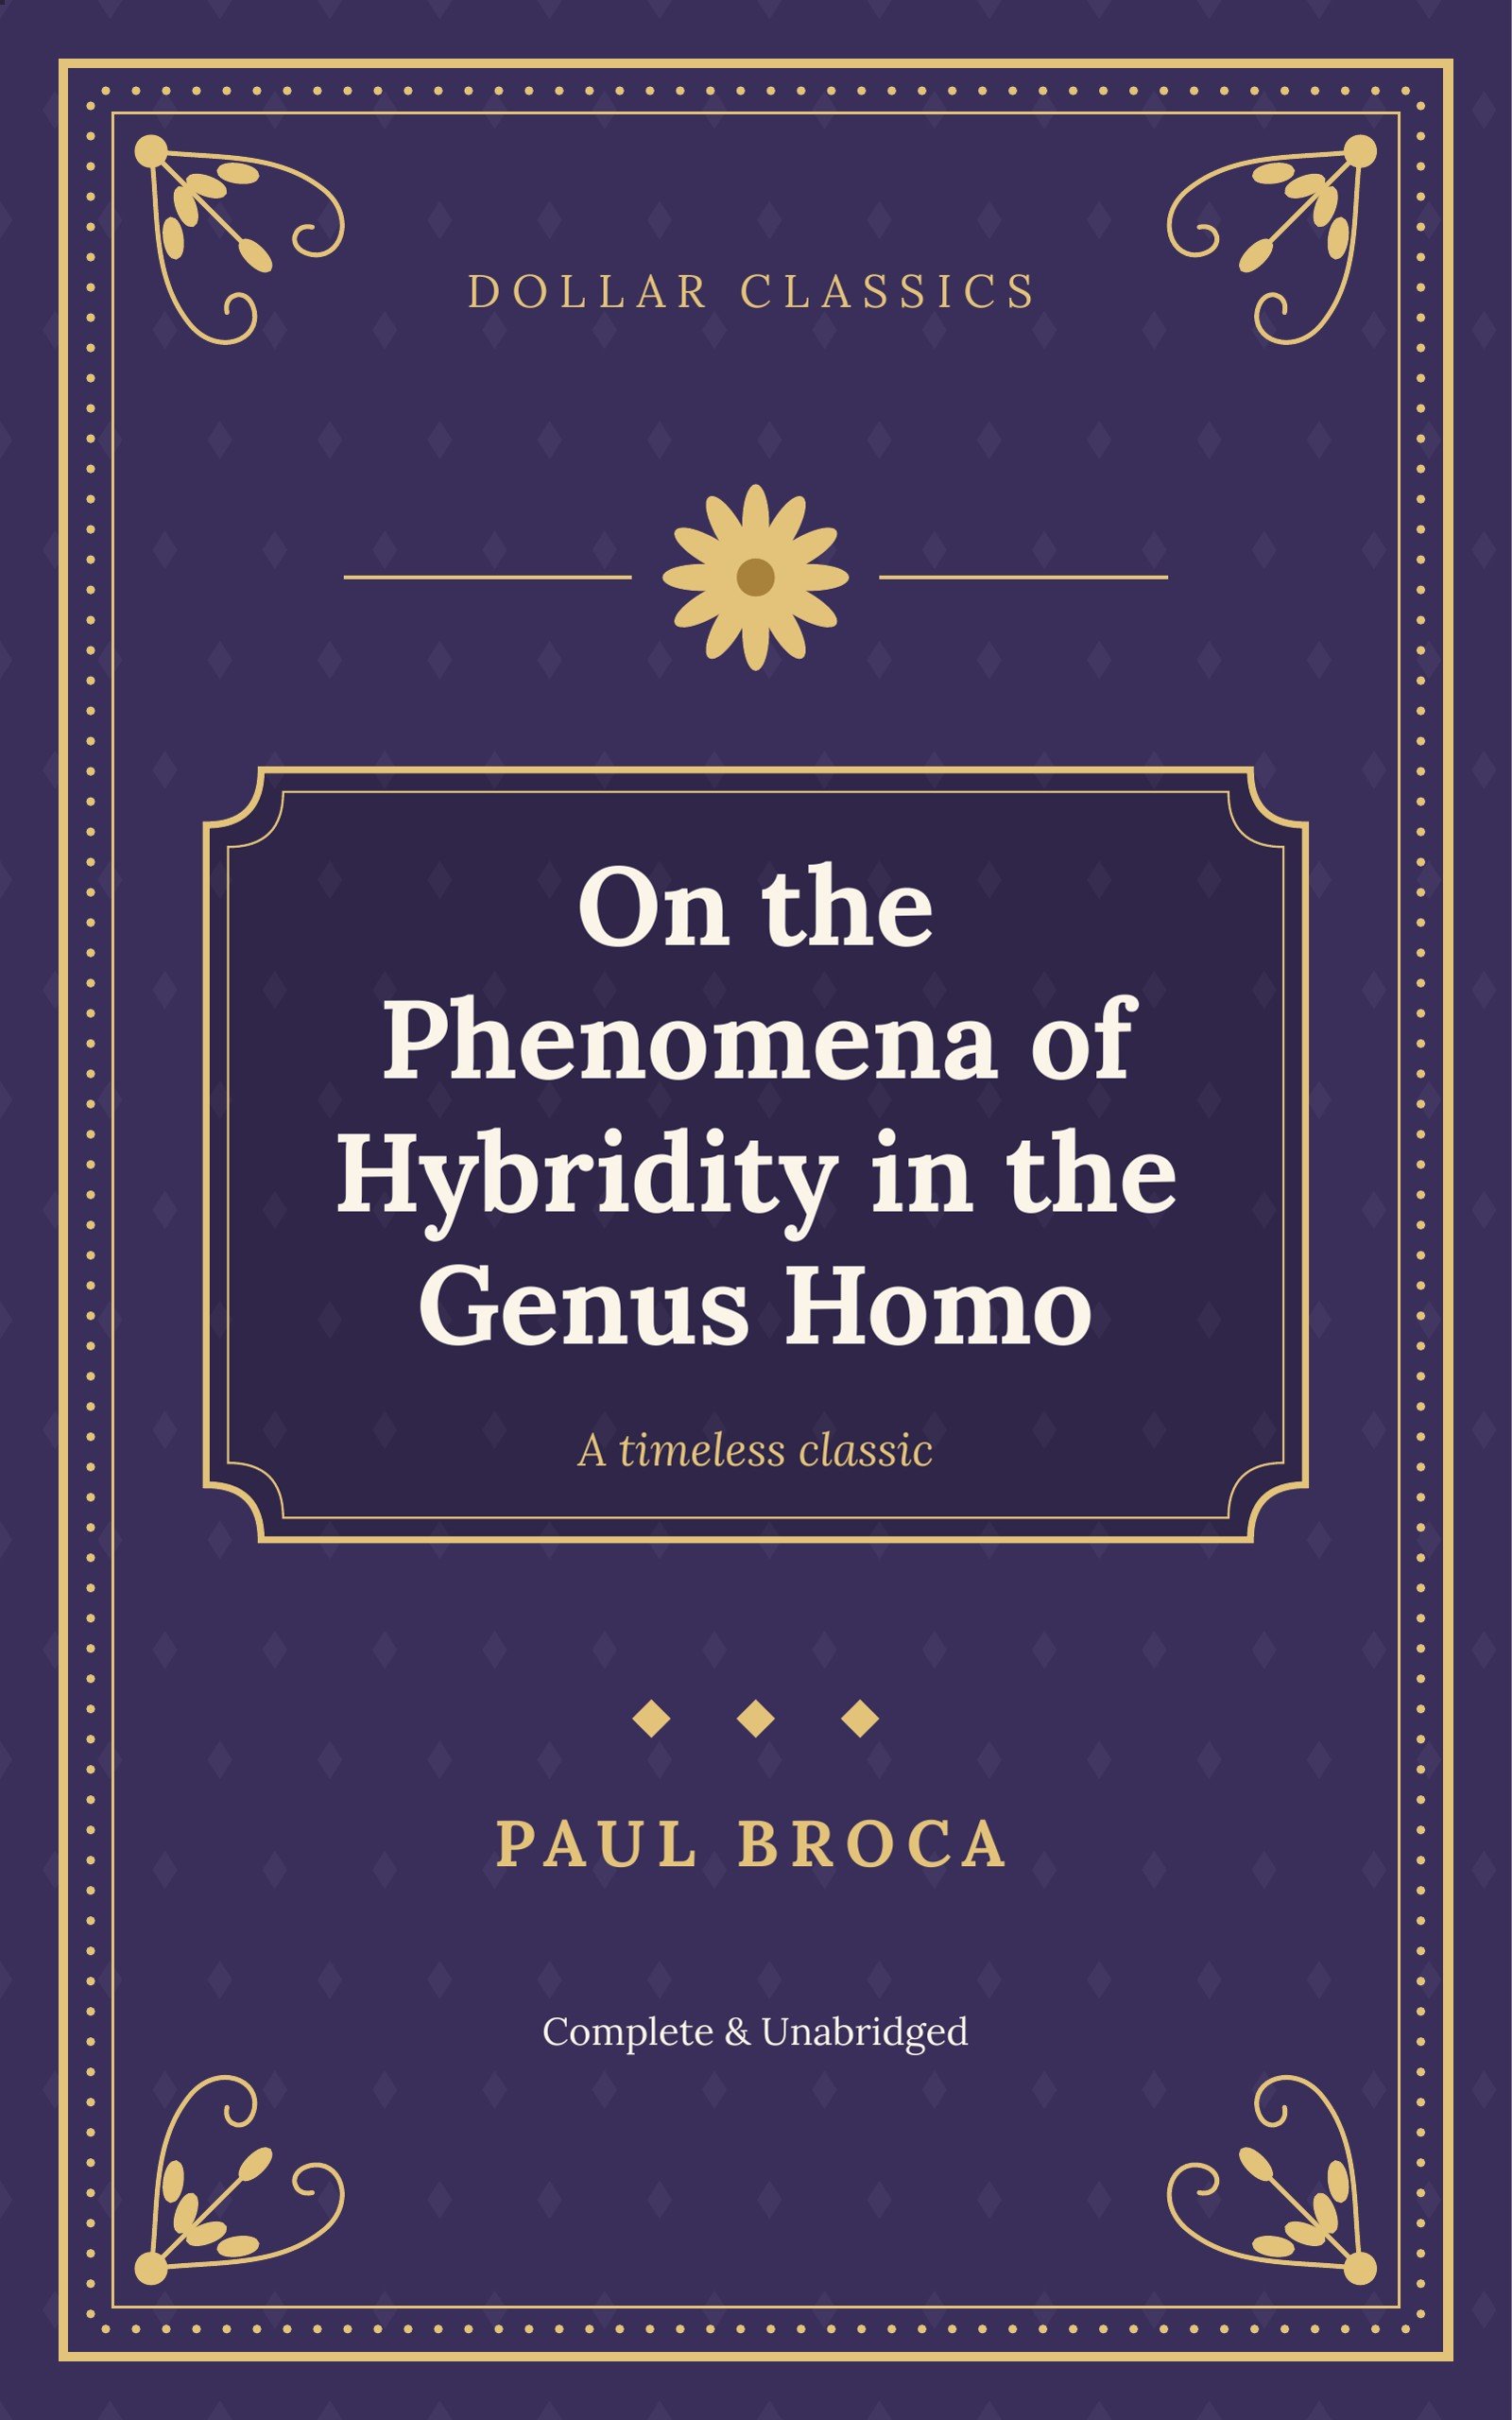 DOLLAR CLASSICS
On the
Phenomena of
Hybridity in the
Genus Homo
A timeless classic
PAUL BROCA
Complete & Unabridged